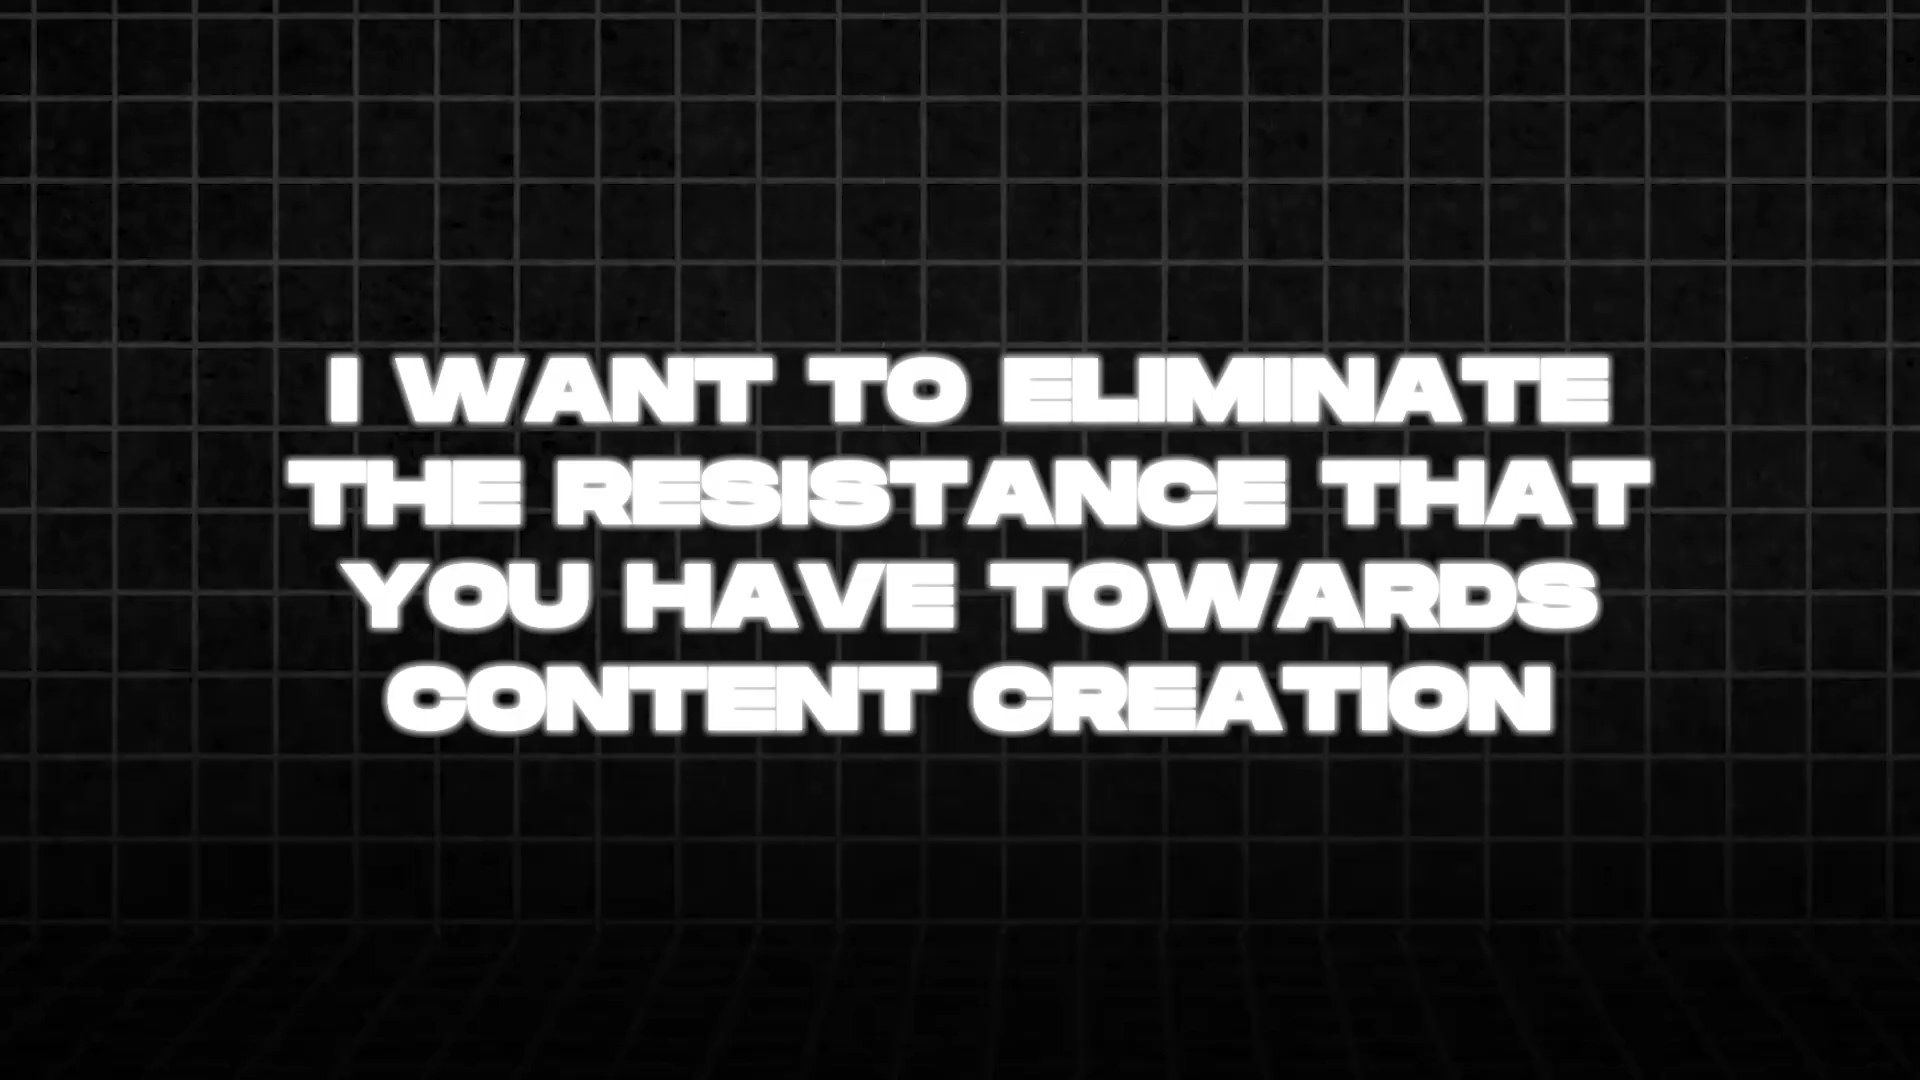 I WANT TO ELIMINATE
THE RESISTANCE THAT
YOU HAVE TOWARDS
CONTENT CREATION